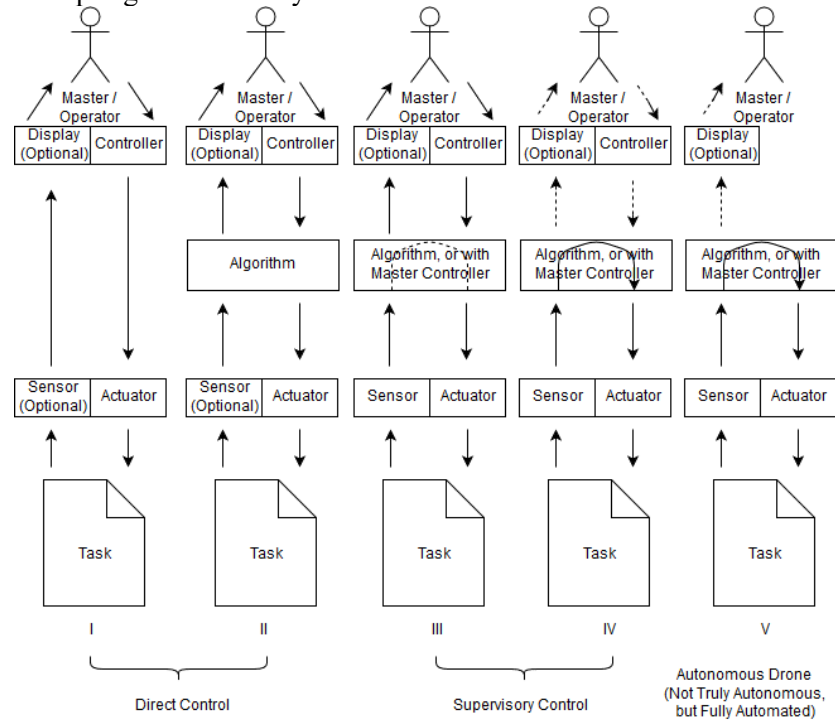 Master /
Operator
Master /
Operator
Master /
Operator
Master /
Operator
Master /
Operator
Display
(Optional)
Controller
Display
(Optional)
Controller
Display
(Optional)
Controller
Display
(Optional)
Controller
Display
(Optional)
Algorithm
Algorithm, or with
Master Controller
Algorithm, or with
Master Controller
Algorithm, or with
Master Controller
Sensor
(Optional)
Actuator
Sensor
(Optional)
Actuator
Sensor
Actuator
Sensor
Actuator
Sensor
Actuator
Task
Task
Task
Task
Task
I
II
III
IV
V
Direct Control
Supervisory Control
Autonomous Drone
(Not Truly Autonomous,
but Fully Automated)